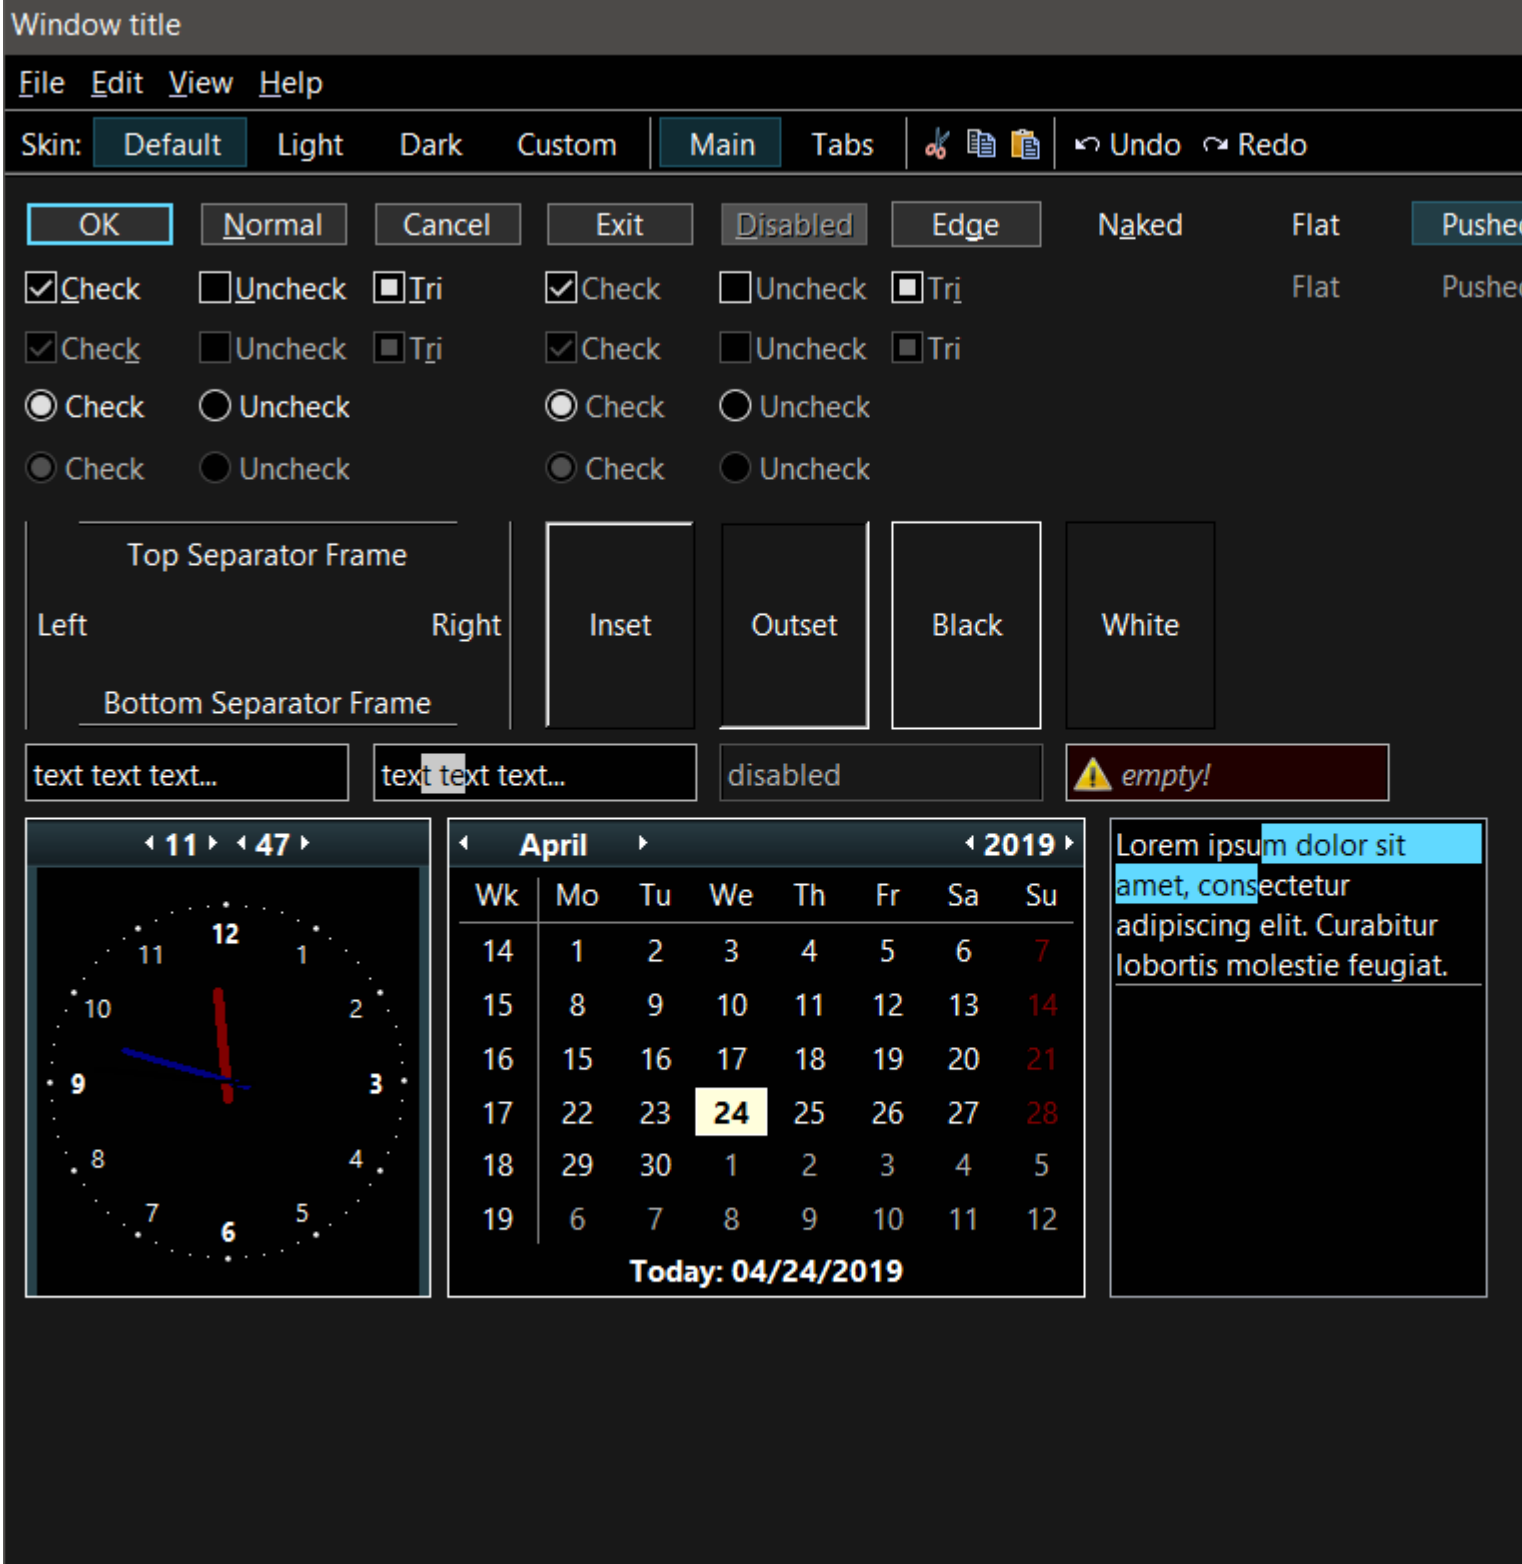 Window title
File Edit View Help
Skin: Default Light Dark Custom Main Tabs Undo Redo
OK Normal Cancel Exit Disabled Edge Naked Flat Pushed
Check Uncheck Tri Check Uncheck Tri Flat Pushed
Check Uncheck Tri Check Uncheck Tri
Check Uncheck Check Uncheck
Check Uncheck Check Uncheck
Top Separator Frame
Left Right Inset Outset Black White
Bottom Separator Frame
text text text... text text text... disabled empty!
11 47
12
11 1
10 2
9 3
8 4
7 5
6
April 2019
Wk Mo Tu We Th Fr Sa Su
14 1 2 3 4 5 6 7
15 8 9 10 11 12 13 14
16 15 16 17 18 19 20 21
17 22 23 24 25 26 27 28
18 29 30 1 2 3 4 5
19 6 7 8 9 10 11 12
Today: 04/24/2019
Lorem ipsum dolor sit
amet, consectetur
adipiscing elit. Curabitur
lobortis molestie feugiat.